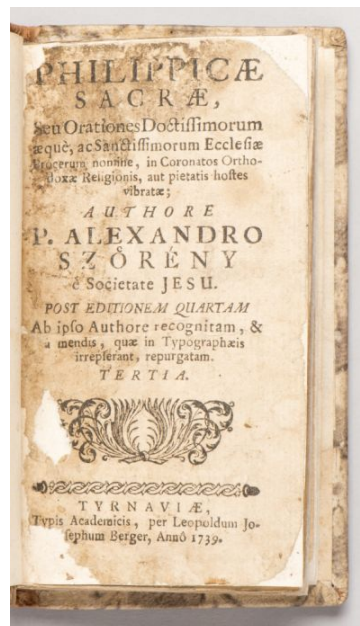 PHILIPPICÆ
SACRÆ,
Seu Orationes Doctissimorum
æquè, ac Sanctissimorum Ecclesiæ
Procerum nomine, in Coronatos Ortho-
doxæ Religionis, aut pietatis hostes
vibratæ;
AUTHORE
P. ALEXANDRO
SZÖRÉNY
è Societate JESU.
POST EDITIONEM QUARTAM
Ab ipso Authore recognitam, &
a mendis, quæ in Typographæis
irrepserant, repurgatam.
TERTIA.
TYRNAVIÆ,
Typis Academicis, per Leopoldum Jo-
sephum Berger, Annô 1739.